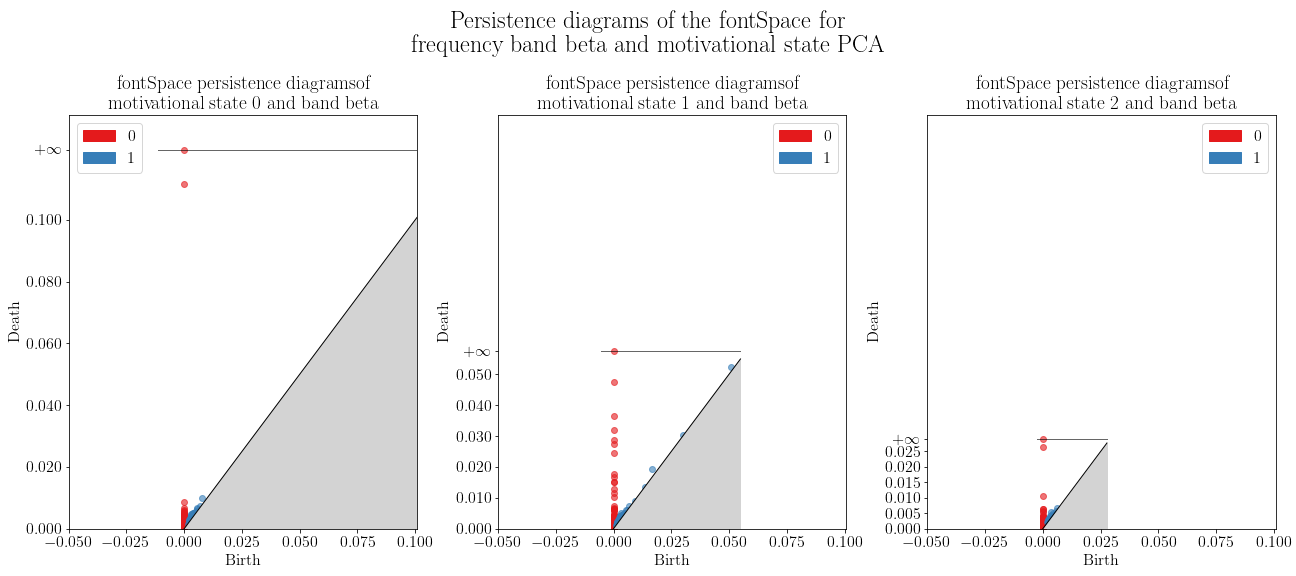 Persistence diagrams of the fontSpace for
frequency band beta and motivational state PCA
fontSpace persistence diagramsof
motivational state 0 and band beta
0
1
+∞
0.100
0.080
0.060
0.040
0.020
0.000
Death
−0.050 −0.025 0.000 0.025 0.050 0.075 0.100
Birth
fontSpace persistence diagramsof
motivational state 1 and band beta
0
1
+∞
0.050
0.040
0.030
0.020
0.010
0.000
Death
−0.050 −0.025 0.000 0.025 0.050 0.075 0.100
Birth
fontSpace persistence diagramsof
motivational state 2 and band beta
0
1
+∞
0.025
0.020
0.015
0.010
0.005
0.000
Death
−0.050 −0.025 0.000 0.025 0.050 0.075 0.100
Birth